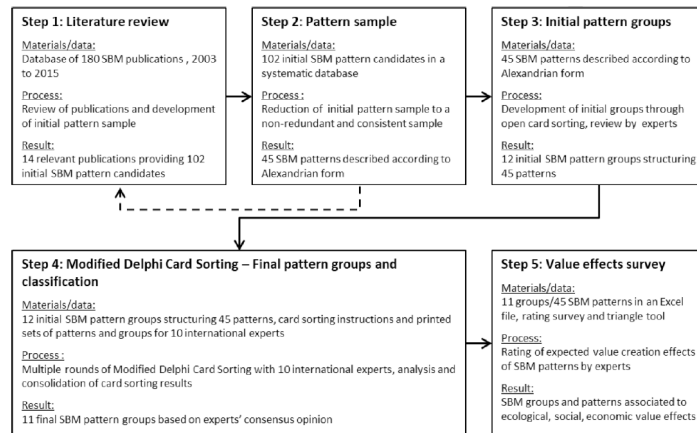 Step 1: Literature review
Materials/data:
Database of 180 SBM publications , 2003
to 2015
Process:
Review of publications and development
of initial pattern sample
Result:
14 relevant publications providing 102
initial SBM pattern candidates
Step 2: Pattern sample
Materials/data:
102 initial SBM pattern candidates in a
systematic database
Process :
Reduction of initial pattern sample to a
non-redundant and consistent sample
Result:
45 SBM patterns described according to
Alexandrian form
Step 3: Initial pattern groups
Materials/data:
45 SBM patterns described according to
Alexandrian form
Process:
Development of initial groups through
open card sorting, review by experts
Result:
12 initial SBM pattern groups structuring
45 patterns
Step 4: Modified Delphi Card Sorting – Final pattern groups and
classification
Materials/data:
12 initial SBM pattern groups structuring 45 patterns, card sorting instructions and printed
sets of patterns and groups for 10 international experts
Process :
Multiple rounds of Modified Delphi Card Sorting with 10 international experts, analysis and
consolidation of card sorting results
Result:
11 final SBM pattern groups based on experts' consensus opinion
Step 5: Value effects survey
Materials/data:
11 groups/45 SBM patterns in an Excel
file, rating survey and triangle tool
Process:
Rating of expected value creation effects
of SBM patterns by experts
Result:
SBM groups and patterns associated to
ecological, social, economic value effects